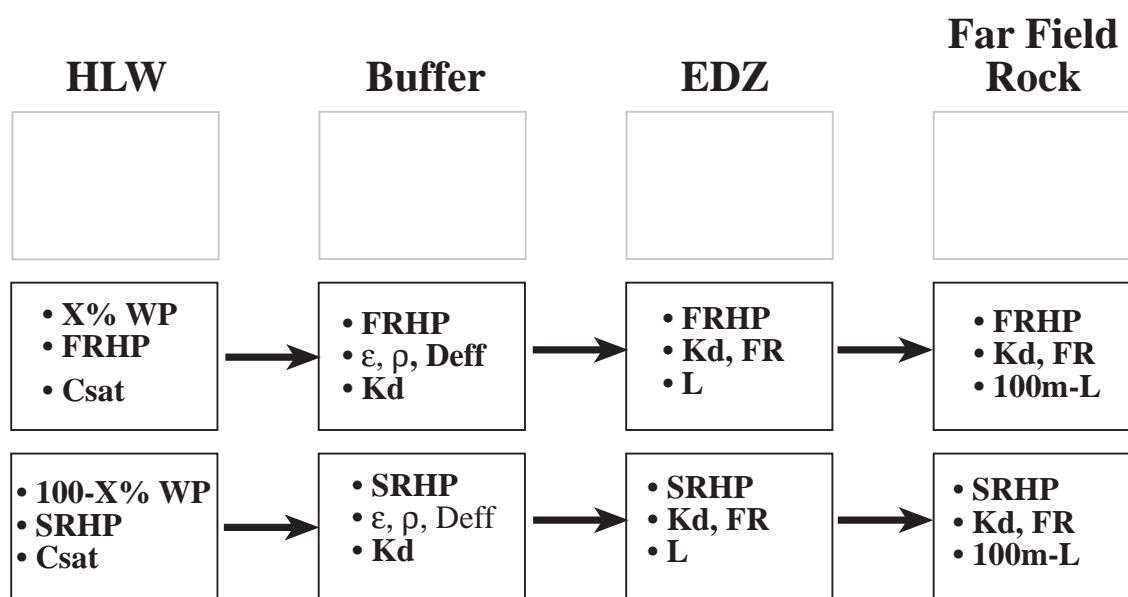 HLW
Buffer
EDZ
Far Field
Rock
• X% WP
• FRHP
• Csat
• FRHP
• ε, ρ, Deff
• Kd
• FRHP
• Kd, FR
• L
• FRHP
• Kd, FR
• 100m-L
• 100-X% WP
• SRHP
• Csat
• SRHP
• ε, ρ, Deff
• Kd
• SRHP
• Kd, FR
• L
• SRHP
• Kd, FR
• 100m-L